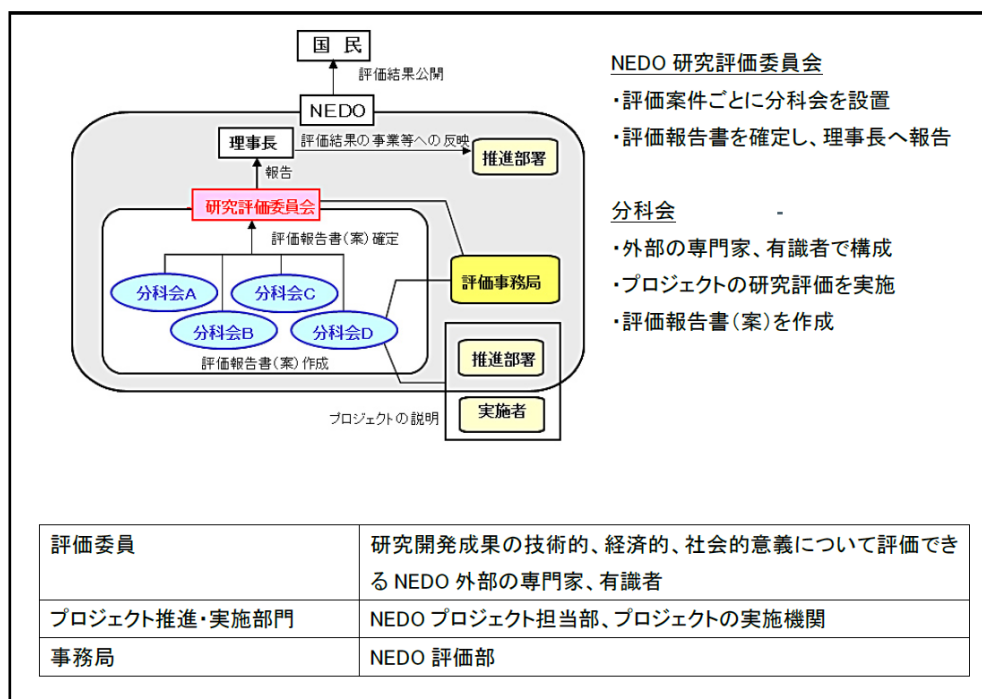 国 民
評価結果公開
NEDO
理事長
評価結果の事業等への反映
推進部署
報告
研究評価委員会
評価報告書(案)確定
分科会A
分科会C
評価事務局
分科会B
分科会D
評価報告書(案)作成
推進部署
プロジェクトの説明
実施者
NEDO 研究評価委員会
・評価案件ごとに分科会を設置
・評価報告書を確定し、理事長へ報告
分科会 -
・外部の専門家、有識者で構成
・プロジェクトの研究評価を実施
・評価報告書(案)を作成
評価委員
研究開発成果の技術的、経済的、社会的意義について評価でき
る NEDO 外部の専門家、有識者
プロジェクト推進・実施部門
NEDO プロジェクト担当部、プロジェクトの実施機関
事務局
NEDO 評価部